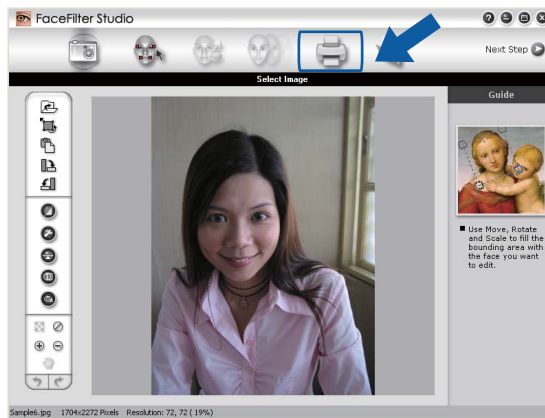 FaceFilter Studio
Next Step
Select Image
Guide
■ Use Move, Rotate
and Scale to fill the
bounding area with
the face you want
to edit.
Sample6.jpg 1704x2272 Pixels Resolution: 72, 72 ( 19%)